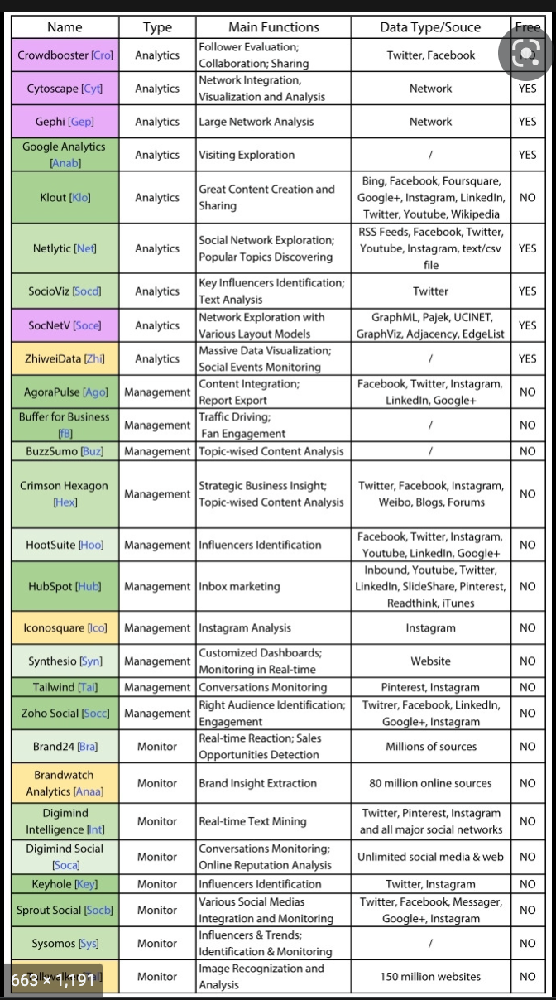 Name Type Main Functions Data Type/Souce Free
Crowdbooster [Cro] Analytics Follower Evaluation; Twitter, Facebook
Collaboration; Sharing
Cytoscape [Cyt] Analytics Network Integration, Network YES
Visualization and Analysis
Gephi [Gep] Analytics Large Network Analysis Network YES
Google Analytics Analytics Visiting Exploration / YES
[Anab]
Klout [Klo] Analytics Great Content Creation and Bing, Facebook, Foursquare, NO
Sharing Google+, Instagram, LinkedIn,
Twitter, Youtube, Wikipedia
Netlytic [Net] Analytics Social Network Exploration; RSS Feeds, Facebook, Twitter, YES
Popular Topics Discovering Youtube, Instagram, text/csv
file
SocioViz [Socd] Analytics Key Influencers Identification; Twitter YES
Text Analysis
SocNetV [Soce] Analytics Network Exploration with GraphML, Pajek, UCINET, YES
Various Layout Models GraphViz, Adjacency, EdgeList
ZhiweiData [Zhi] Analytics Massive Data Visualization; / YES
Social Events Monitoring
AgoraPulse [Ago] Management Content Integration; Facebook, Twitter, Instagram, NO
Report Export LinkedIn, Google+
Buffer for Business Management Traffic Driving; / NO
[fB] Fan Engagement
BuzzSumo [Buz] Management Topic-wised Content Analysis / NO
Crimson Hexagon Management Strategic Business Insight; Twitter, Facebook, Instagram, NO
[Hex] Topic-wised Content Analysis Weibo, Blogs, Forums
HootSuite [Hoo] Management Influencers Identification Facebook, Twitter, Instagram, NO
Youtube, LinkedIn, Google+
HubSpot [Hub] Management Inbox marketing Inbound, Youtube, Twitter, NO
LinkedIn, SlideShare, Pinterest,
Readthink, iTunes
Iconosquare [Ico] Management Instagram Analysis Instagram NO
Synthesio [Syn] Management Customized Dashboards; Website NO
Monitoring in Real-time
Tailwind [Tai] Management Conversations Monitoring Pinterest, Instagram NO
Zoho Social [Socc] Management Right Audience Identification; Twitrer, Facebook, LinkedIn, NO
Engagement Google+, Instagram
Brand24 [Bra] Monitor Real-time Reaction; Sales Millions of sources NO
Opportunities Detection
Brandwatch Monitor Brand Insight Extraction 80 million online sources NO
Analytics [Anaa]
Digimind Monitor Real-time Text Mining Twitter, Pinterest, Instagram NO
Intelligence [Int] and all major social networks
Digimind Social Monitor Conversations Monitoring; Unlimited social media & web NO
[Soca] Online Reputation Analysis
Keyhole [Key] Monitor Influencers Identification Twitter, Instagram NO
Sprout Social [Socb] Monitor Various Social Medias Twitter, Facebook, Messager, NO
Integration and Monitoring Google+, Instagram
Sysomos [Sys] Monitor Influencers & Trends; / NO
Identification & Monitoring
Monitor Image Recognization and 150 million websites NO
Analysis
663 × 1,191